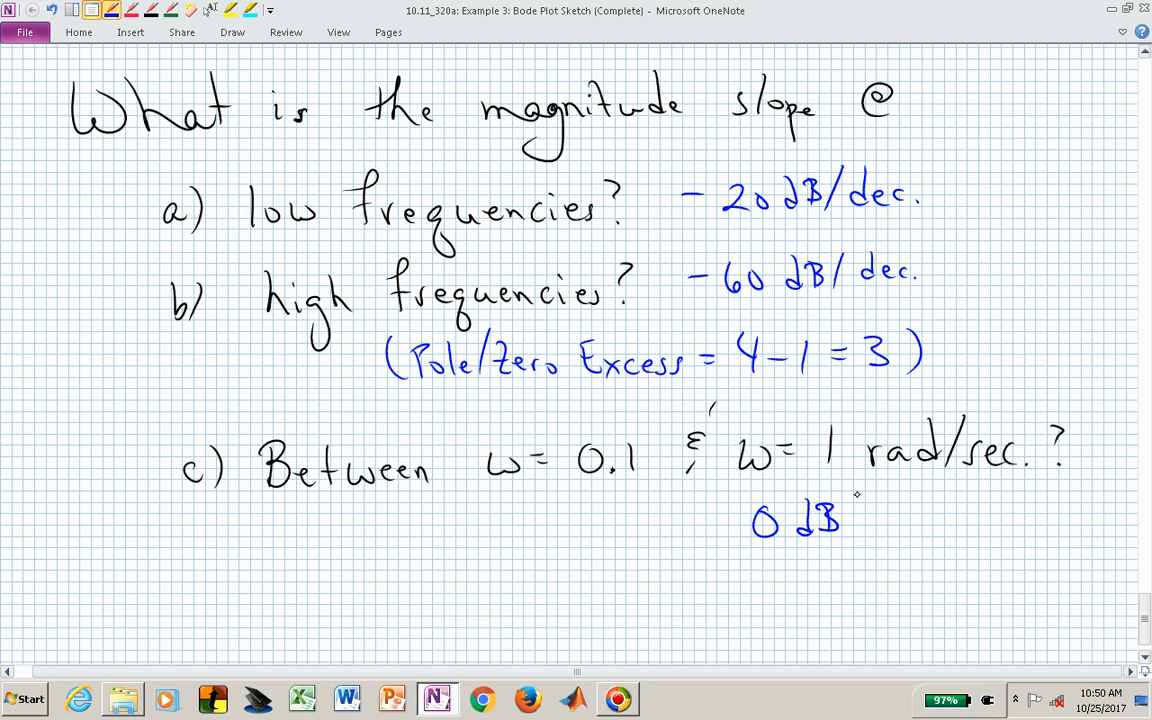 10.11_320a: Example 3: Bode Plot Sketch (Complete) - Microsoft OneNote
File Home Insert Share Draw Review View Pages
What is the magnitude slope @
a) low frequencies? - 20 dB/dec.
b) high frequencies? - 60 dB/dec.
(Pole/Zero Excess = 4 - 1 = 3)
c) Between ω = 0.1 & ω = 1 rad/sec.?
0 dB
Start
97%
10:50 AM
10/25/2017